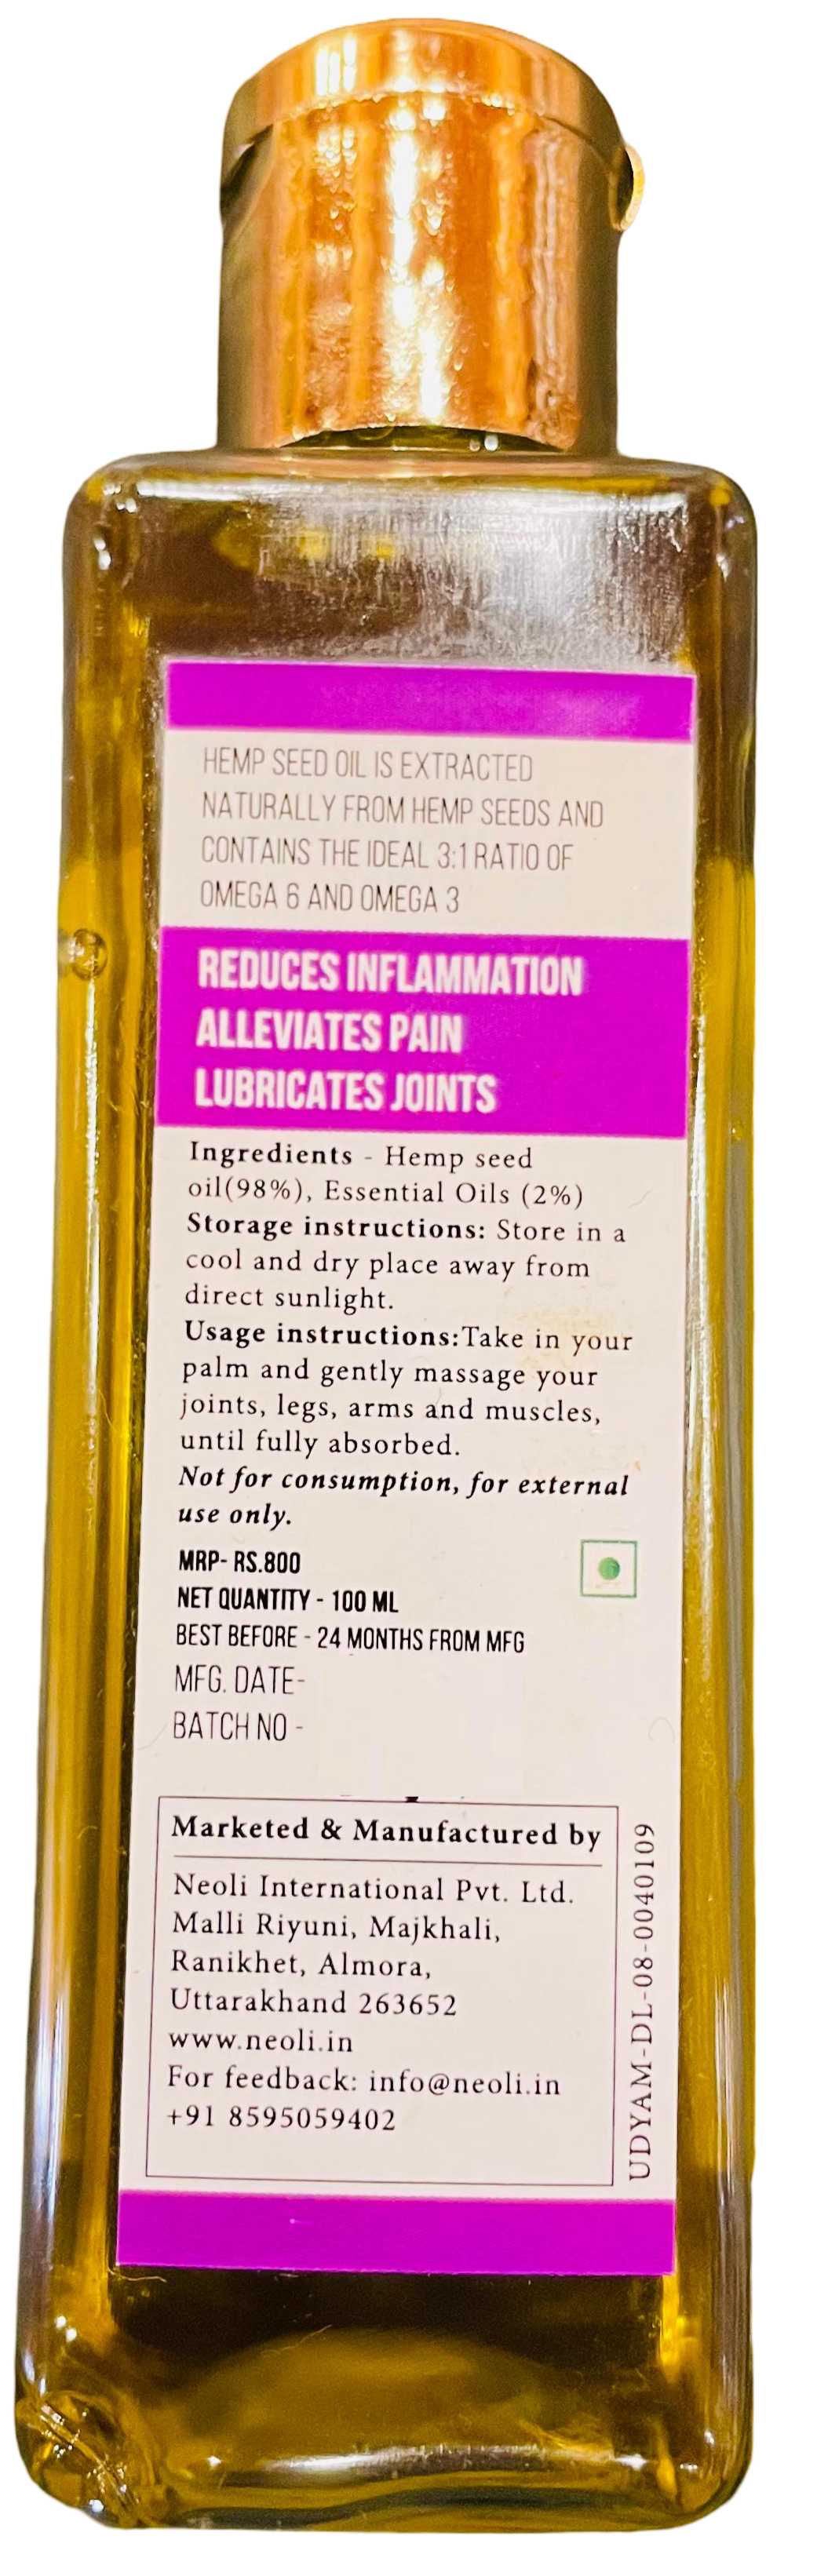 HEMP SEED OIL IS EXTRACTED
NATURALLY FROM HEMP SEEDS AND
CONTAINS THE IDEAL 3:1 RATIO OF
OMEGA 6 AND OMEGA 3
REDUCES INFLAMMATION
ALLEVIATES PAIN
LUBRICATES JOINTS
Ingredients - Hemp seed
oil(98%), Essential Oils (2%)
Storage instructions: Store in a
cool and dry place away from
direct sunlight.
Usage instructions:Take in your
palm and gently massage your
joints, legs, arms and muscles,
until fully absorbed.
Not for consumption, for external
use only.
MRP- RS.800
NET QUANTITY - 100 ML
BEST BEFORE - 24 MONTHS FROM MFG
MFG. DATE-
BATCH NO -
Marketed & Manufactured by
Neoli International Pvt. Ltd.
Malli Riyuni, Majkhali,
Ranikhet, Almora,
Uttarakhand 263652
www.neoli.in
For feedback: info@neoli.in
+91 8595059402
UDYAM-DL-08-0040109